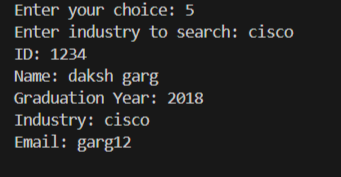 Enter your choice: 5
Enter industry to search: cisco
ID: 1234
Name: daksh garg
Graduation Year: 2018
Industry: cisco
Email: garg12